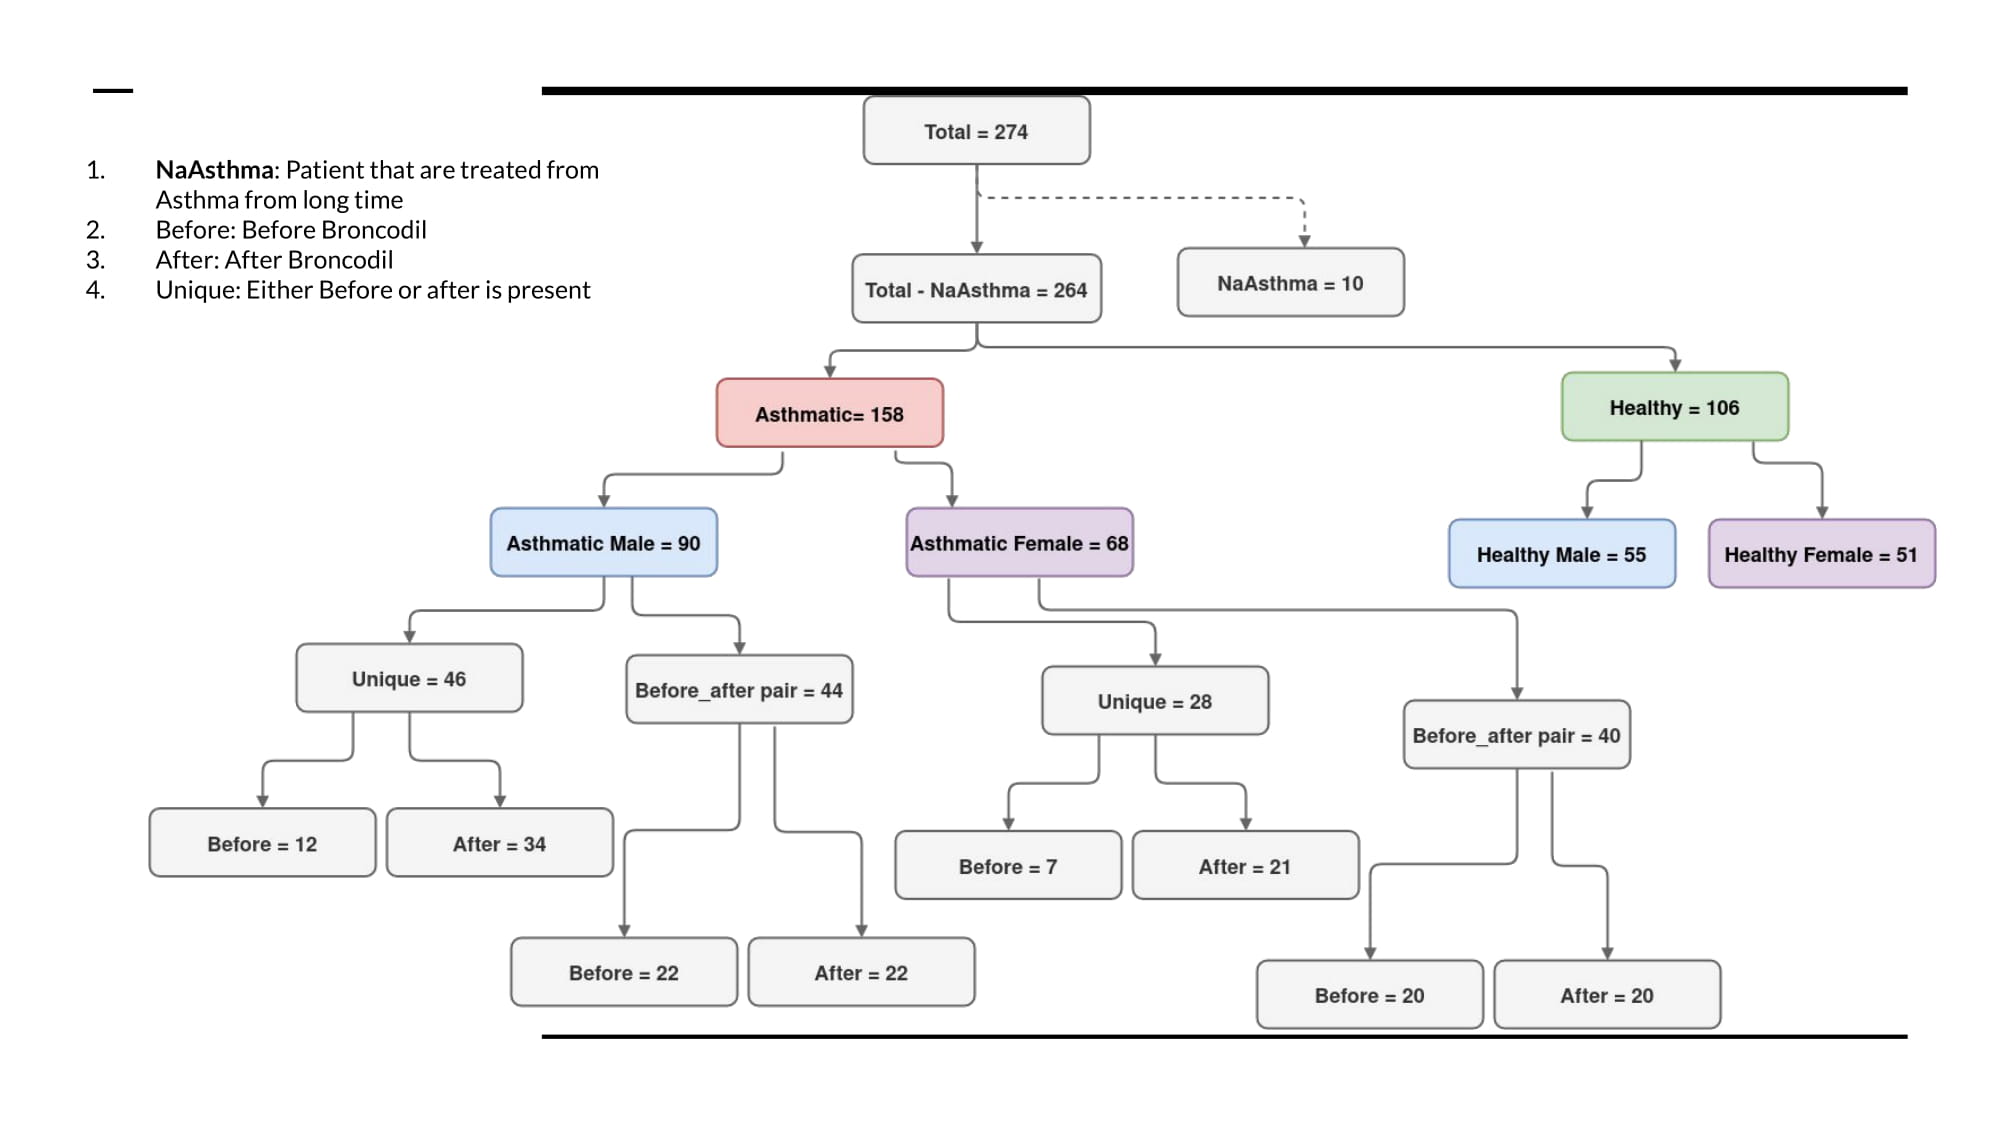 1. NaAsthma: Patient that are treated from
Asthma from long time
2. Before: Before Broncodil
3. After: After Broncodil
4. Unique: Either Before or after is present
Total = 274
Total - NaAsthma = 264
NaAsthma = 10
Asthmatic= 158
Healthy = 106
Asthmatic Male = 90
Asthmatic Female = 68
Healthy Male = 55
Healthy Female = 51
Unique = 46
Before_after pair = 44
Unique = 28
Before_after pair = 40
Before = 12
After = 34
Before = 7
After = 21
Before = 22
After = 22
Before = 20
After = 20